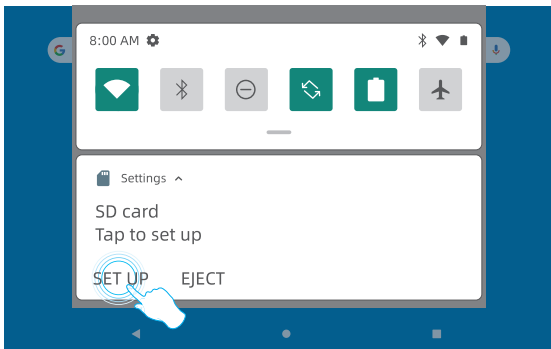 8:00 AM
G
Settings
SD card
Tap to set up
SET UP EJECT